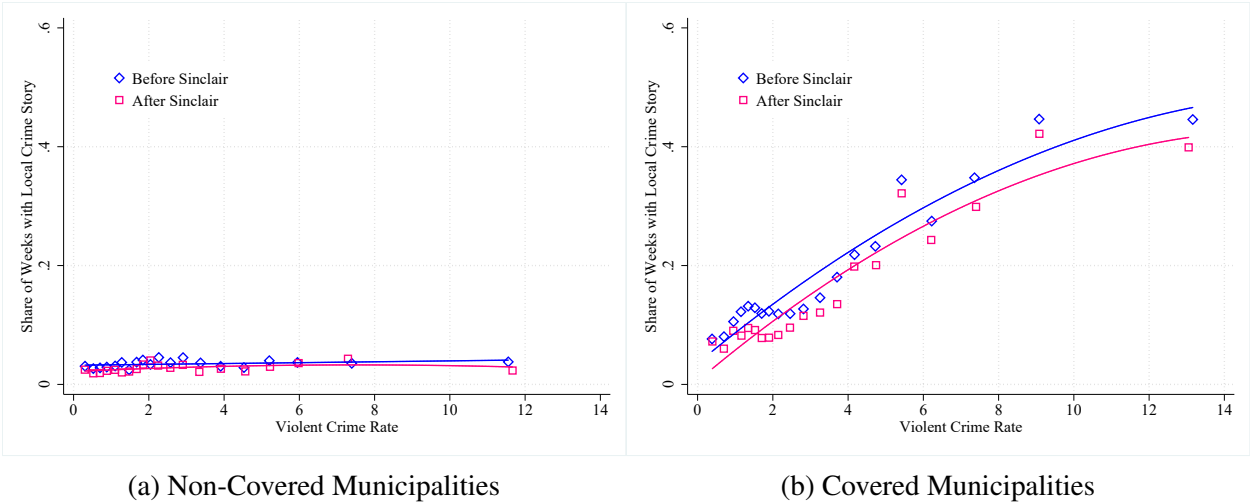 Share of Weeks with Local Crime Story
.6
.4
.2
0
Before Sinclair
After Sinclair
0 2 4 6 8 10 12 14
Violent Crime Rate
(a) Non-Covered Municipalities
Share of Weeks with Local Crime Story
.6
.4
.2
0
Before Sinclair
After Sinclair
0 2 4 6 8 10 12 14
Violent Crime Rate
(b) Covered Municipalities